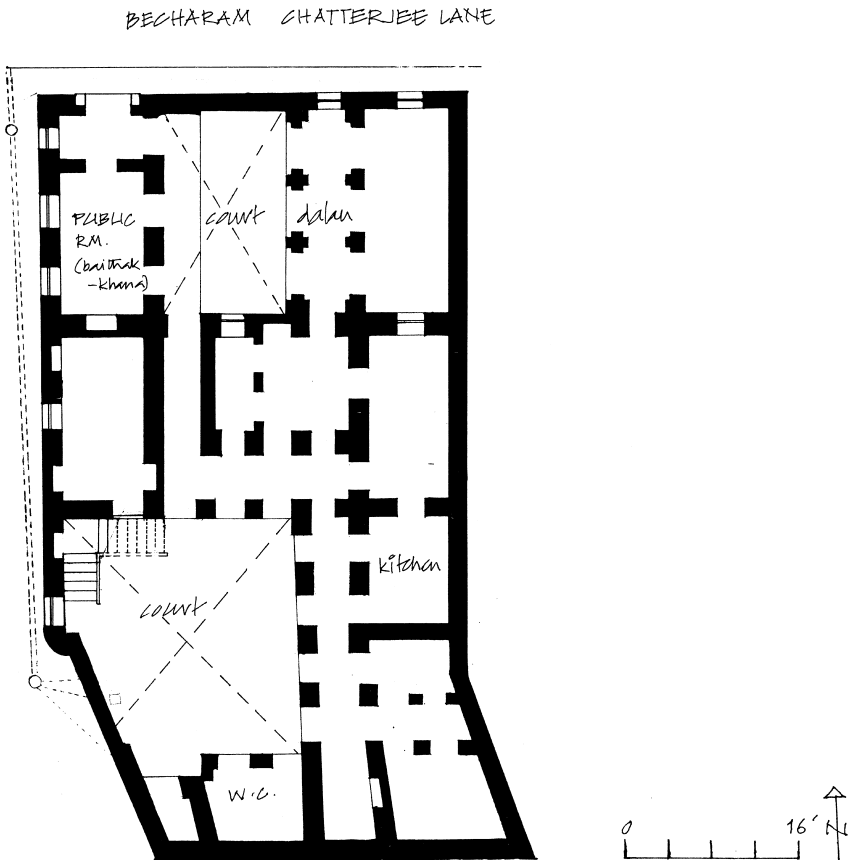 BECHARAM CHATTERJEE LANE
PUBLIC
RM.
(baithak
-khana)
court
dalan
kitchen
court
W.C.
0
16'
N